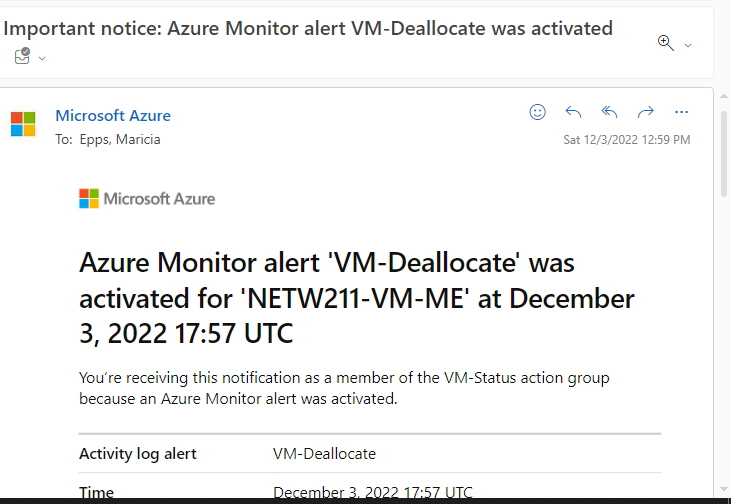 Important notice: Azure Monitor alert VM-Deallocate was activated
Microsoft Azure
To: Epps, Maricia
Sat 12/3/2022 12:59 PM
Microsoft Azure
Azure Monitor alert 'VM-Deallocate' was
activated for 'NETW211-VM-ME' at December
3, 2022 17:57 UTC
You’re receiving this notification as a member of the VM-Status action group
because an Azure Monitor alert was activated.
Activity log alert VM-Deallocate
Time December 3, 2022 17:57 UTC